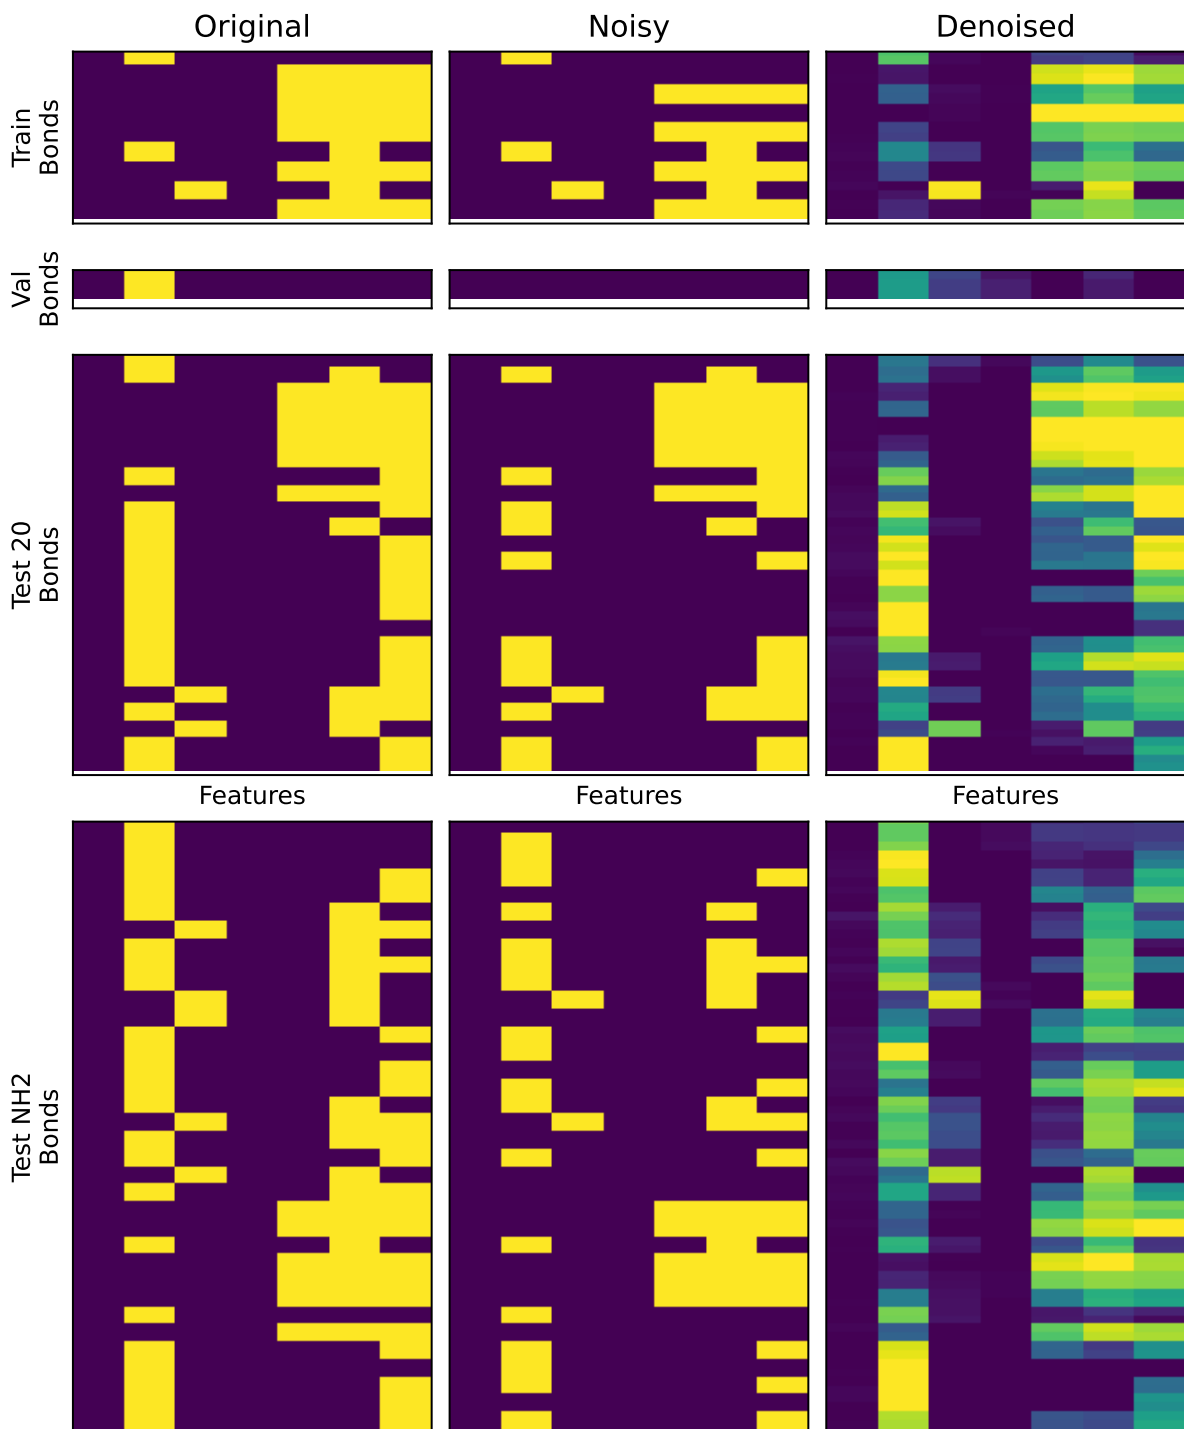 Original
Noisy
Denoised
Train
Bonds
Val
Bonds
Test 20
Bonds
Features
Features
Features
Test NH2
Bonds